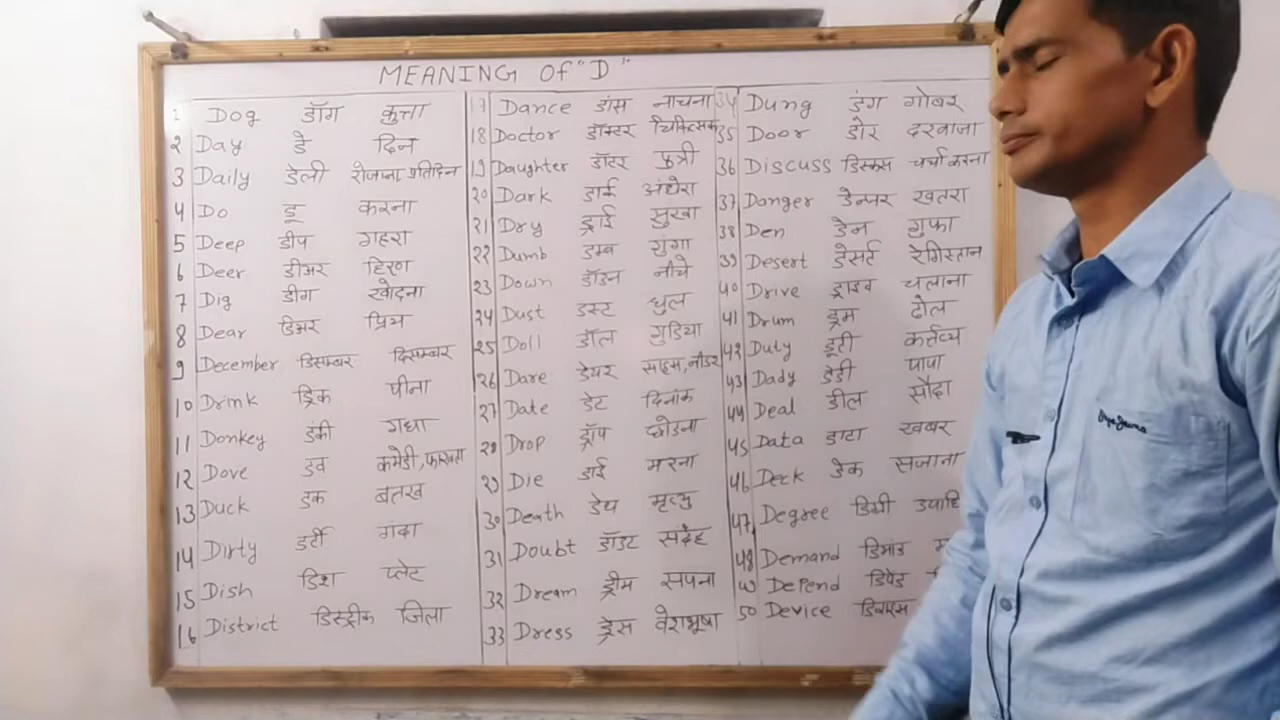 MEANING Of "D"
1 Dog डॉग कुत्ता
2 Day डे दिन
3 Daily डेली रोजाना प्रतिदिन
4 Do डू करना
5 Deep डीप गहरा
6 Deer डीअर हिरण
7 Dig डीग खोदना
8 Dear डिअर प्रिय
9 December डिसम्बर दिसम्बर
10 Drink ड्रिंक पीना
11 Donkey डंकी गधा
12 Dove डव कमेडी, फाखता
13 Duck डक बतख
14 Dirty डर्टी गंदा
15 Dish डिश प्लेट
16 District डिस्ट्रीक जिला
17 Dance डांस नाचना
18 Doctor डॉक्टर चिकित्सक
19 Daughter डॉटर पुत्री
20 Dark डार्क अंधेरा
21 Dry ड्राई सुखा
22 Dumb डम्ब गुंगा
23 Down डॉउन नीचे
24 Dust डस्ट धुल
25 Doll डॉल गुडिया
26 Dare डेयर साहस, नीडर
27 Date डेट दिनांक
28 Drop ड्रॉप छोडना
29 Die डाई मरना
30 Death डेथ मृत्यु
31 Doubt डॉउट संदेह
32 Dream ड्रीम सपना
33 Dress ड्रेस वेशभूषा
34 Dung डंग गोबर
35 Door डोर दरवाजा
36 Discuss डिस्कस चर्चा करना
37 Danger डेन्जर खतरा
38 Den डेन गुफा
39 Desert डेसर्ट रेगिस्तान
40 Drive ड्राइव चलाना
41 Drum ड्रम ढोल
42 Duty डूटी कर्तव्य
43 Dady डेडी पापा
44 Deal डील सौदा
45 Data डाटा खबर
46 Deck डेक सजाना
47 Degree डिग्री उपाधि
48 Demand डिमांड
49 Depend डिपेंड
50 Device डिवाइस